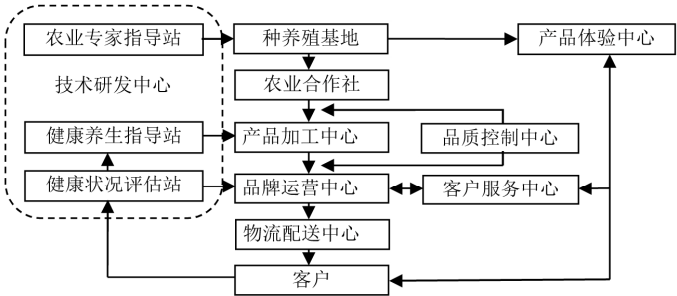 农业专家指导站
种养殖基地
产品体验中心
技术研发中心
农业合作社
健康养生指导站
产品加工中心
品质控制中心
健康状况评估站
品牌运营中心
客户服务中心
物流配送中心
客户